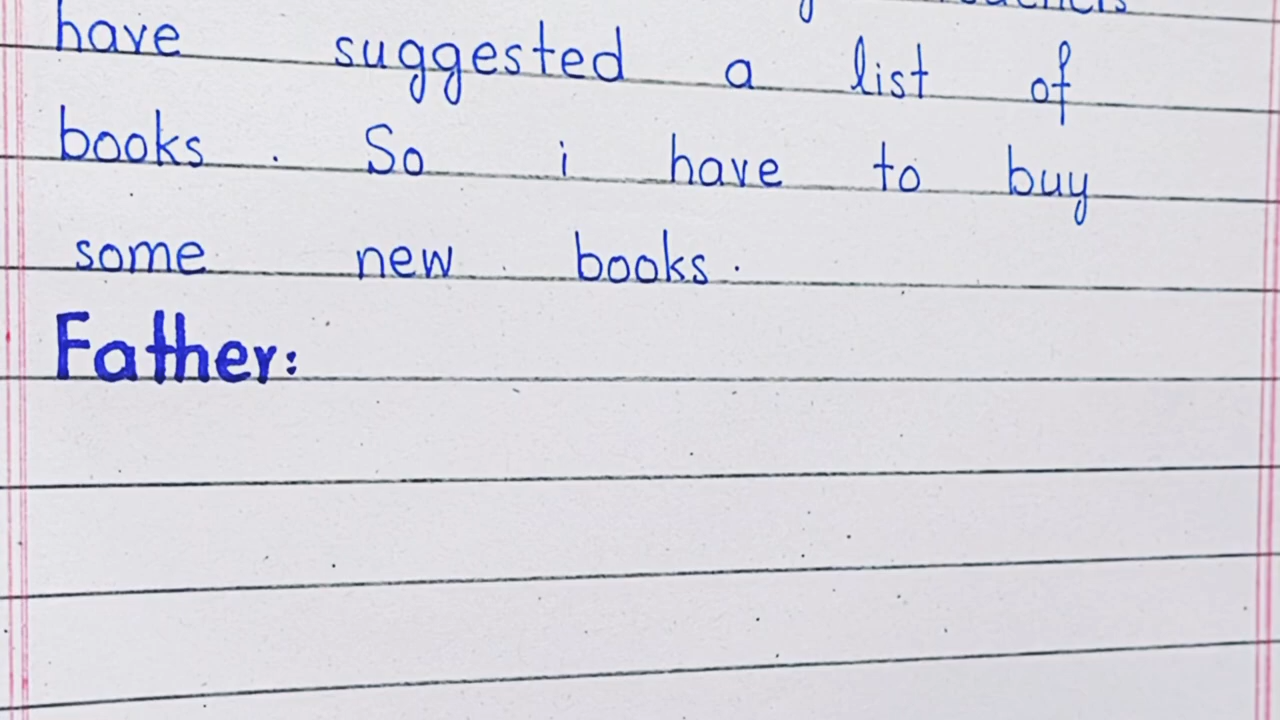 have suggested a list of
books. So i have to buy
some new books.
Father: